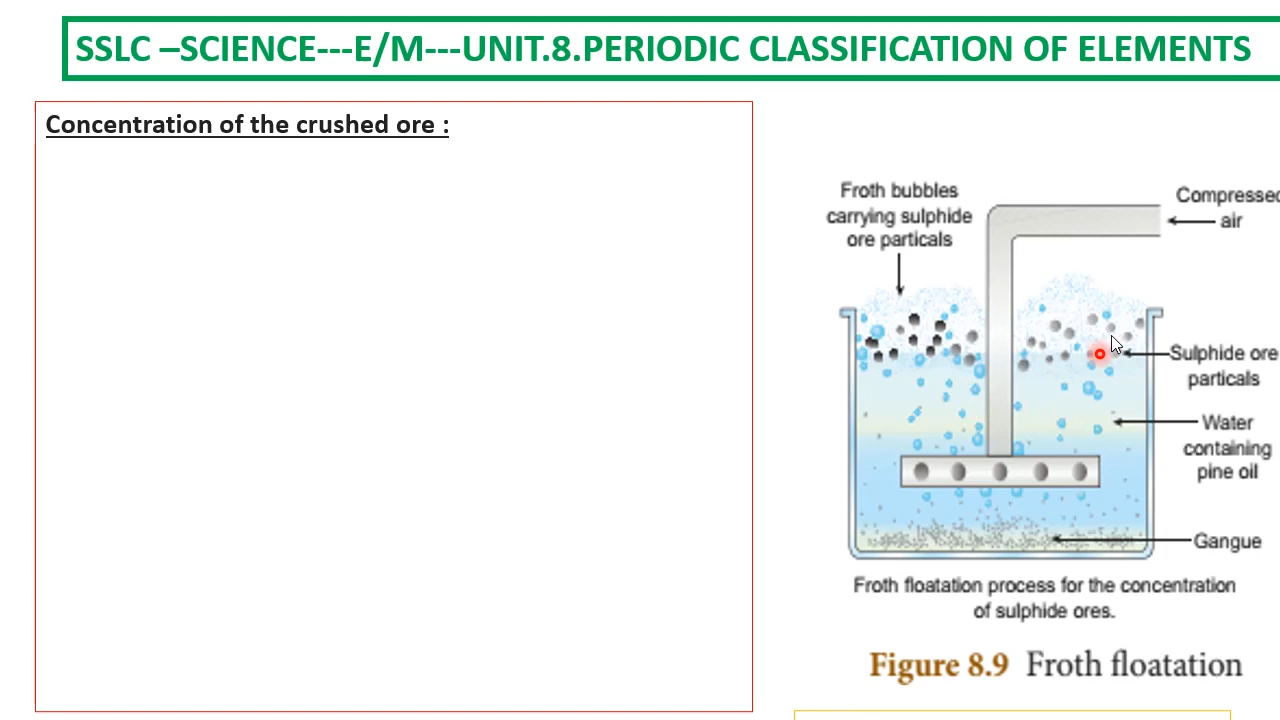 SSLC –SCIENCE---E/M---UNIT.8.PERIODIC CLASSIFICATION OF ELEMENTS
Concentration of the crushed ore :
Froth bubbles
carrying sulphide
ore particals
Compressed
air
Sulphide ore
particals
Water
containing
pine oil
Gangue
Froth floatation process for the concentration
of sulphide ores.
Figure 8.9 Froth floatation